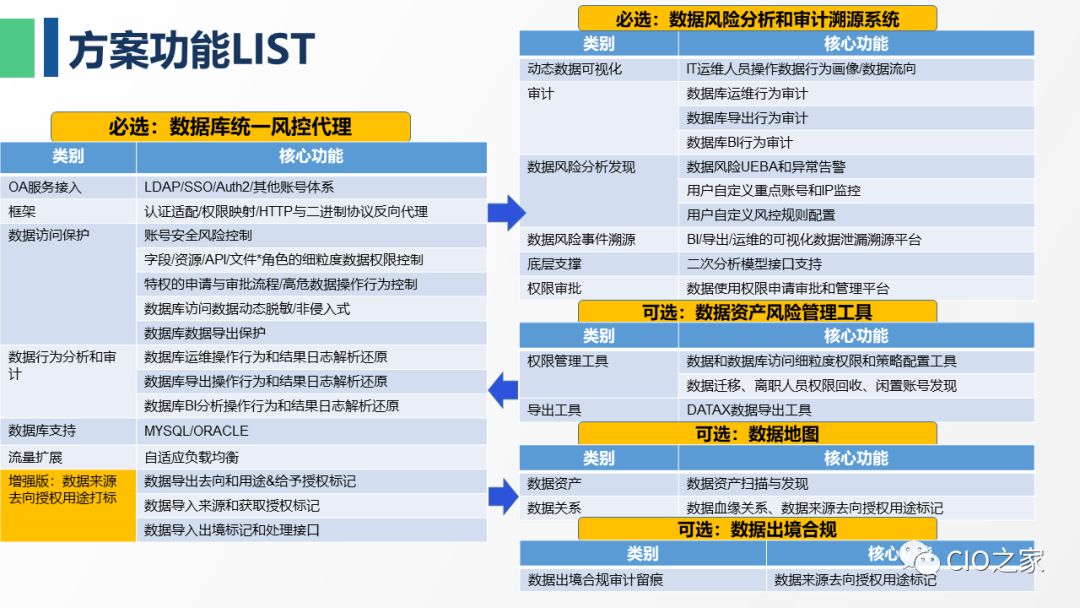 方案功能LIST
必选：数据库统一风控代理
类别 核心功能
OA服务接入 LDAP/SSO/Auth2/其他账号体系
框架 认证适配/权限映射/HTTP与二进制协议反向代理
数据访问保护 账号安全风险控制
字段/资源/API/文件*角色的细粒度数据权限控制
特权的申请与审批流程/高危数据操作行为控制
数据库访问数据动态脱敏/非侵入式
数据库数据导出保护
数据行为分析和审
计
数据库运维操作行为和结果日志解析还原
数据库导出操作行为和结果日志解析还原
数据库BI分析操作行为和结果日志解析还原
数据库支持 MYSQL/ORACLE
流量扩展 自适应负载均衡
增强版：数据来源
去向授权用途打标
数据导出去向和用途&给予授权标记
数据导入来源和获取授权标记
数据导入出境标记和处理接口
必选：数据风险分析和审计溯源系统
类别 核心功能
动态数据可视化 IT运维人员操作数据行为画像/数据流向
审计 数据库运维行为审计
数据库导出行为审计
数据库BI行为审计
数据风险分析发现 数据风险UEBA和异常告警
用户自定义重点账号和IP监控
用户自定义风控规则配置
数据风险事件溯源 BI/导出/运维的可视化数据泄漏溯源平台
底层支撑 二次分析模型接口支持
权限审批 数据使用权限申请审批和管理平台
可选：数据资产风险管理工具
类别 核心功能
权限管理工具 数据和数据库访问细粒度权限和策略配置工具
数据迁移、离职人员权限回收、闲置账号发现
导出工具 DATAX数据导出工具
可选：数据地图
类别 核心功能
数据资产 数据资产扫描与发现
数据关系 数据血缘关系、数据来源去向授权用途标记
可选：数据出境合规
类别 核心
数据出境合规审计留痕 数据来源去向授权用途标记
CIO之家